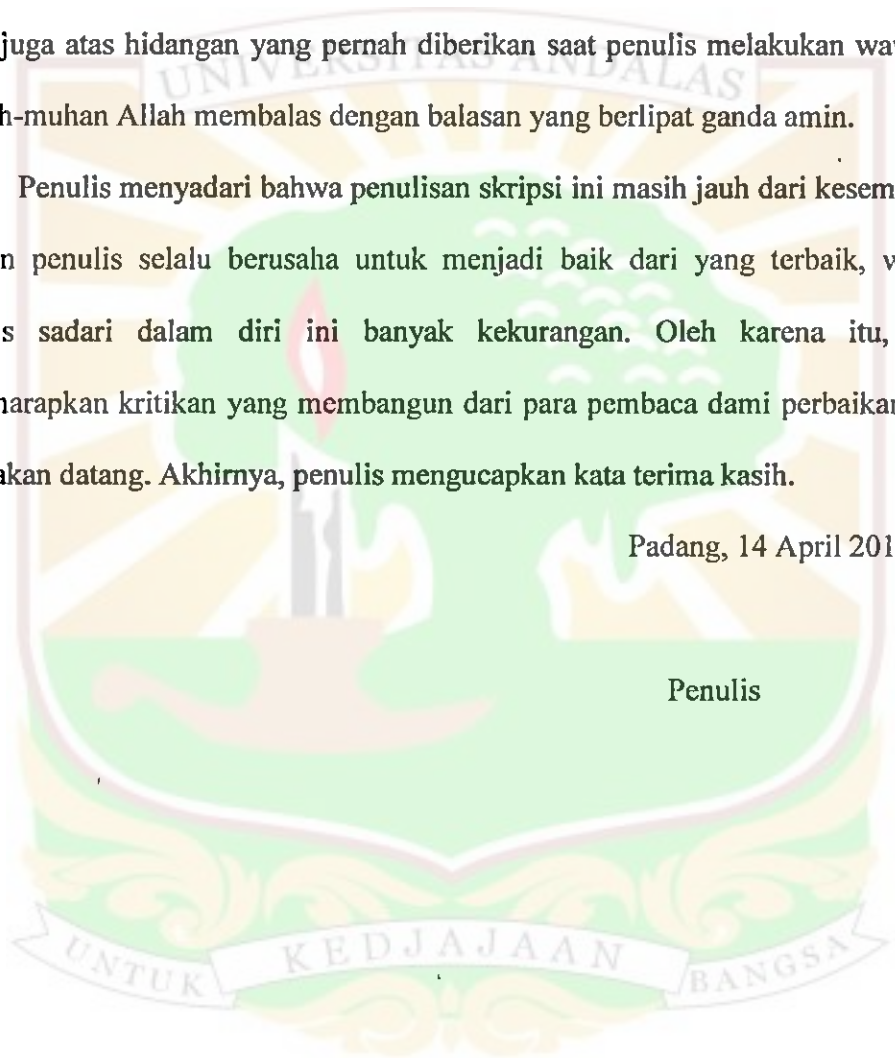 juga atas hidangan yang pernah diberikan saat penulis melakukan wa
UNIVERSITAS ANDALAS
h-muhan Allah membalas dengan balasan yang berlipat ganda amin.
Penulis menyadari bahwa penulisan skripsi ini masih jauh dari kesem
n penulis selalu berusaha untuk menjadi baik dari yang terbaik,
s sadari dalam diri ini banyak kekurangan. Oleh karena itu,
harapkan kritikan yang membangun dari para pembaca dami perbaikan
akan datang. Akhirnya, penulis mengucapkan kata terima kasih.
Padang, 14 April 201
Penulis
UNTUK KEDJAJAAN BANGSA